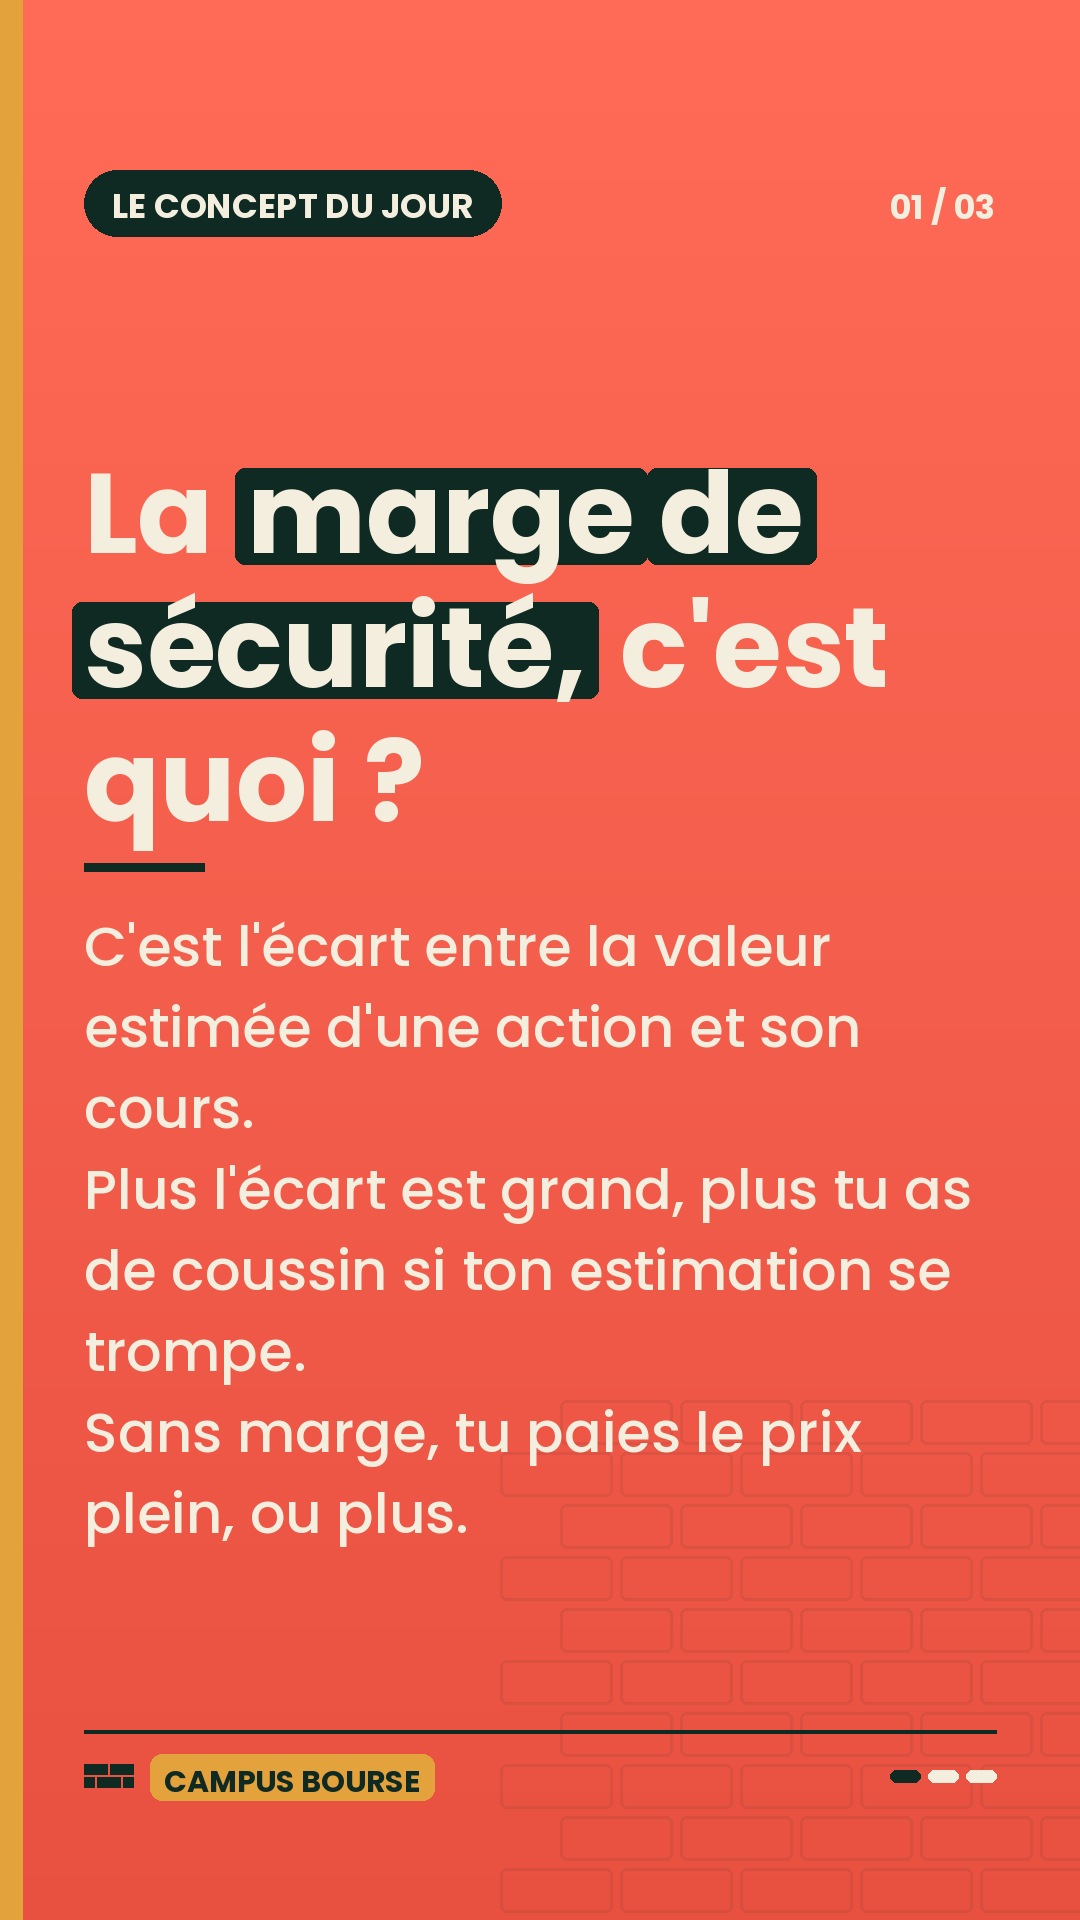 LE CONCEPT DU JOUR
01 / 03
La marge de
sécurité, c'est
quoi ?
C'est l'écart entre la valeur
estimée d'une action et son
cours.
Plus l'écart est grand, plus tu as
de coussin si ton estimation se
trompe.
Sans marge, tu paies le prix
plein, ou plus.
CAMPUS BOURSE